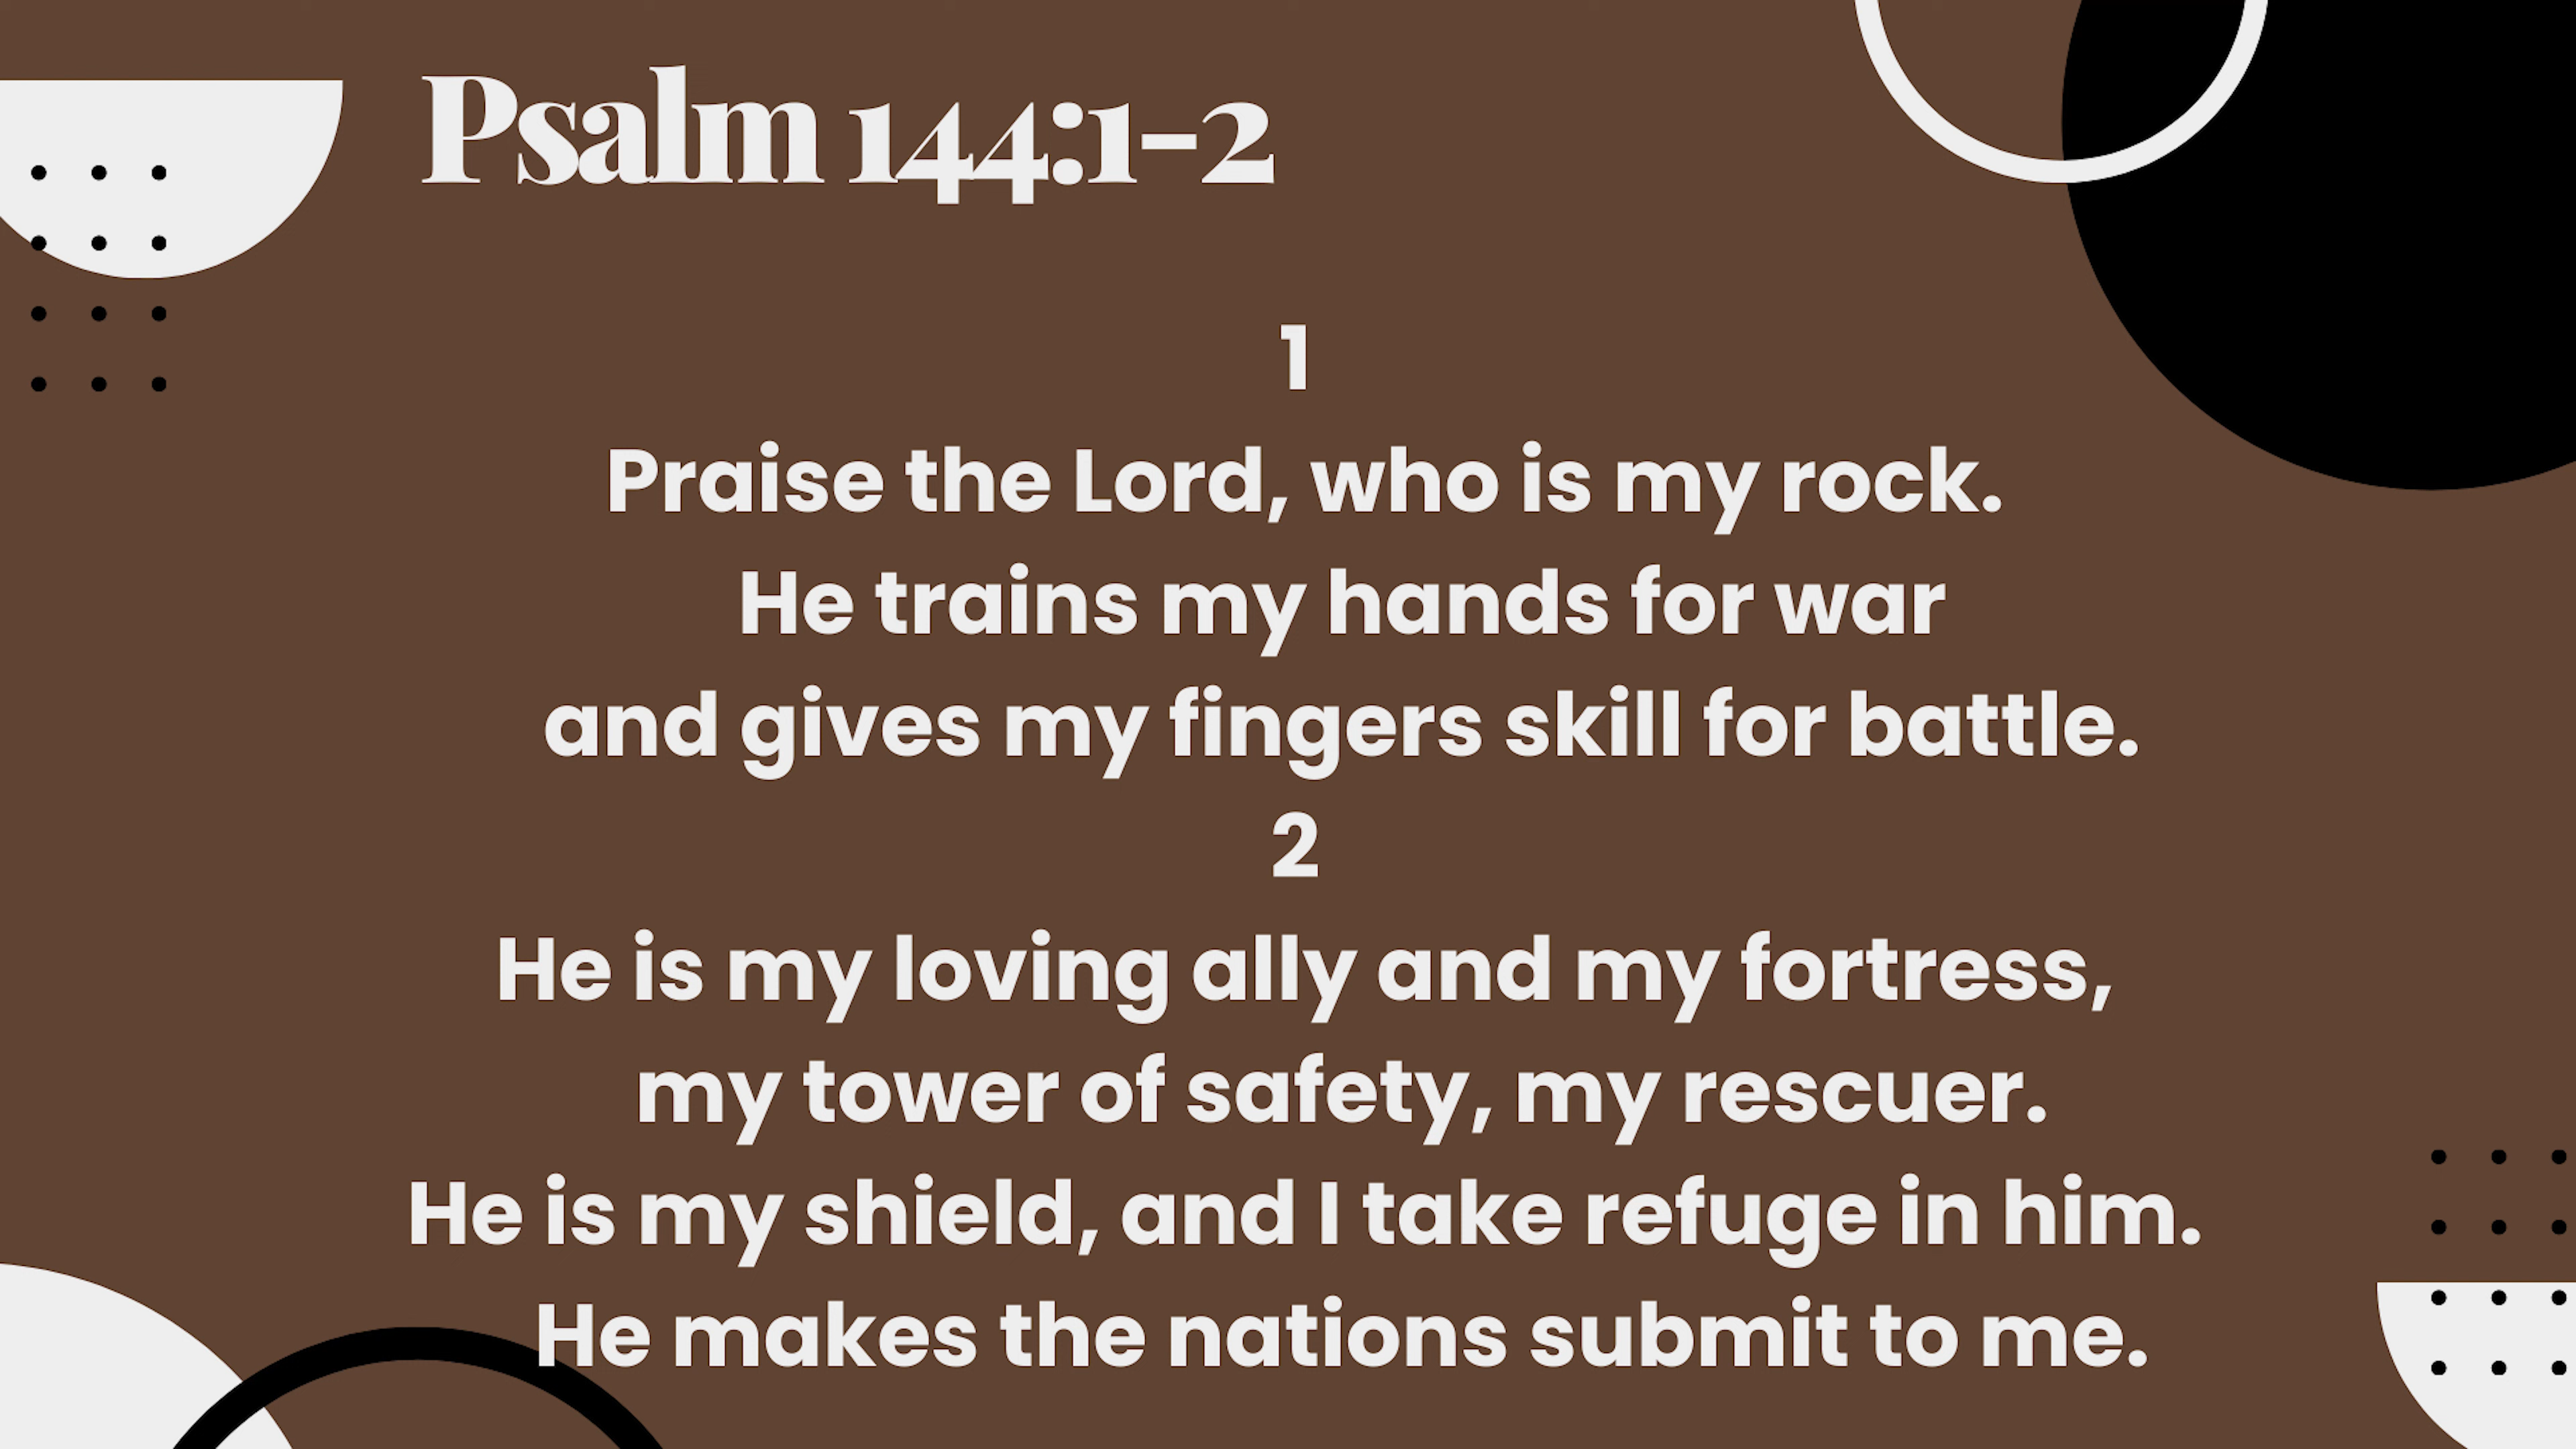 Psalm 144:1-2
1
Praise the Lord, who is my rock.
He trains my hands for war
and gives my fingers skill for battle.
2
He is my loving ally and my fortress,
my tower of safety, my rescuer.
He is my shield, and I take refuge in him.
He makes the nations submit to me.